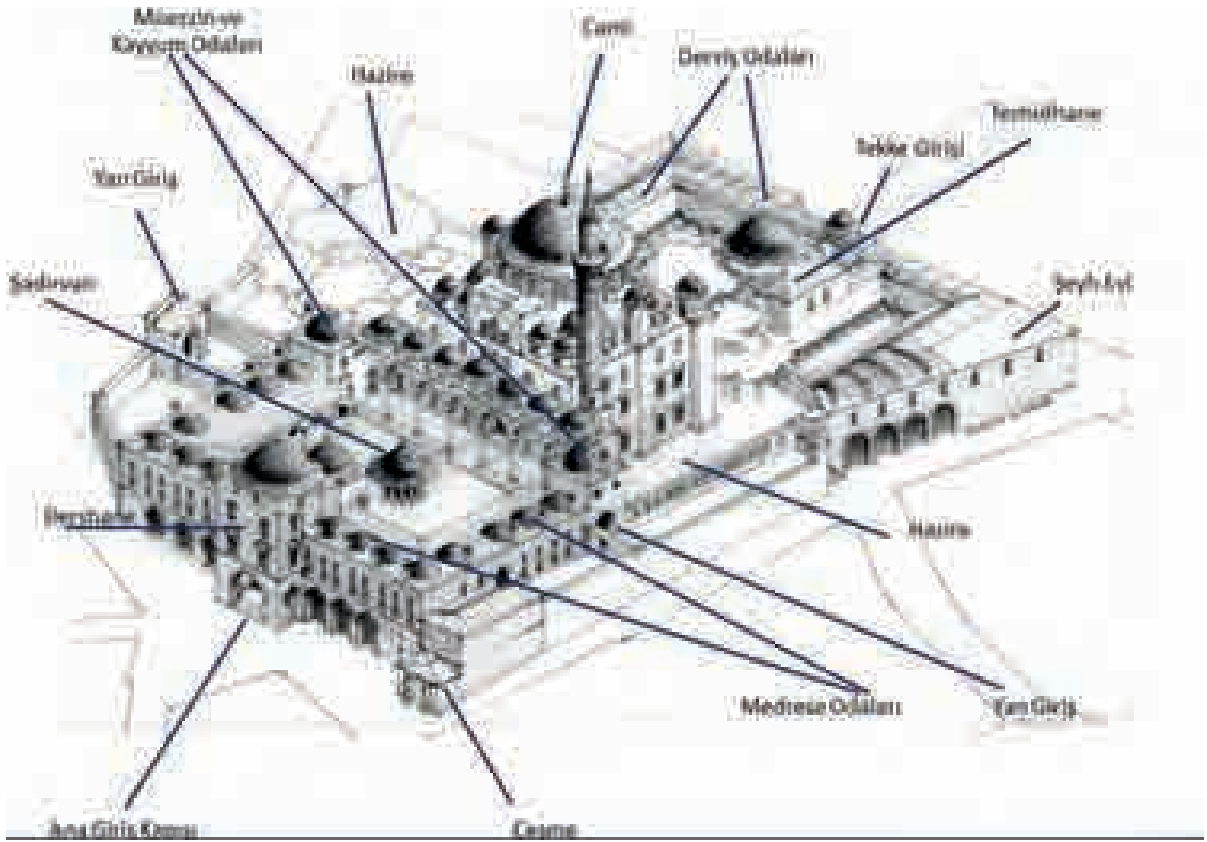 Müezzin ve
Kayyum Odaları
Cami
Derviş Odaları
Hazire
Tevhidhane
Tekke Girişi
Yan Giriş
Şadırvan
Şeyh Evi
Dershane
Hazire
Medrese Odaları
Yan Giriş
Ana Giriş Kapısı
Çeşme